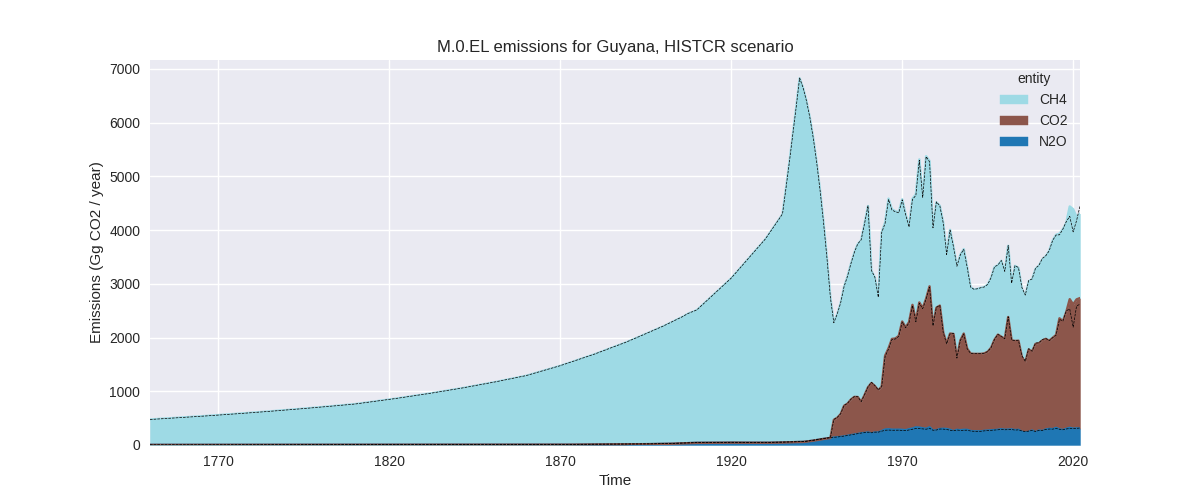 M.0.EL emissions for Guyana, HISTCR scenario
7000
6000
5000
4000
3000
2000
1000
0
Emissions (Gg CO2 / year)
entity
CH4
CO2
N2O
1770
1820
1870
1920
1970
2020
Time